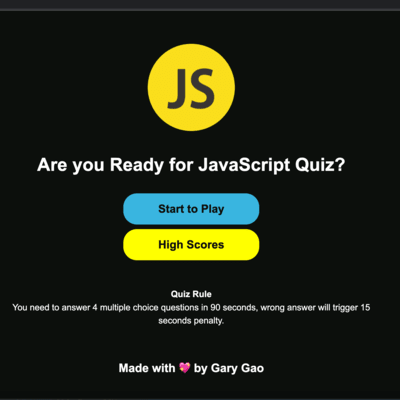 JS
Are you Ready for JavaScript Quiz?
Start to Play
High Scores
Quiz Rule
You need to answer 4 multiple choice questions in 90 seconds, wrong answer will trigger 15
seconds penalty.
Made with 💖 by Gary Gao